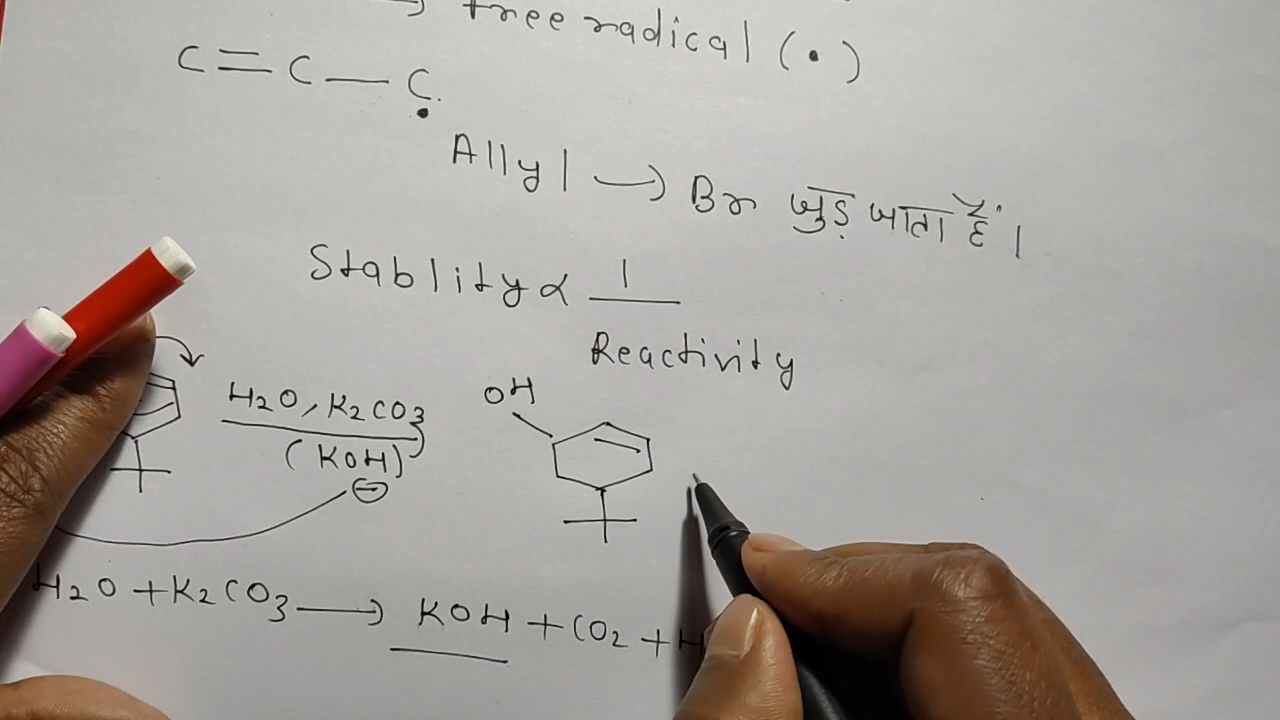 → free radical (•)
C=C—C•
Allyl → Br जुड़ जाता हैं।
Stablity ∝ 1
Reactivity
H2O, K2CO3
(KOH)
⊖
OH
H2O + K2CO3 → KOH + CO2 + H